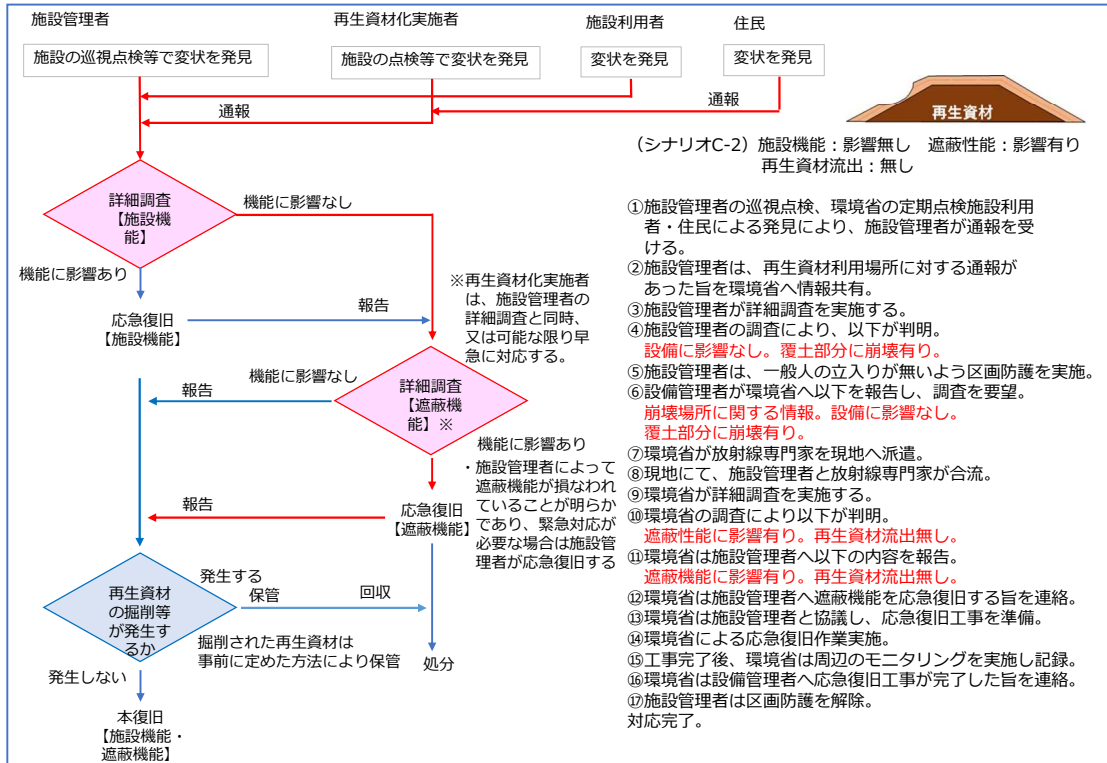 施設管理者
再生資材化実施者
施設利用者
住民
施設の巡視点検等で変状を発見
施設の点検等で変状を発見
変状を発見
変状を発見
通報
通報
再生資材
(シナリオC-2)施設機能:影響無し 遮蔽性能:影響有り
再生資材流出:無し
詳細調査
【施設機
能】
機能に影響なし
機能に影響あり
応急復旧
【施設機能】
報告
※再生資材化実施者
は、施設管理者の
詳細調査と同時、
又は可能な限り早
急に対応する。
詳細調査
【遮蔽機
能】※
機能に影響なし
報告
機能に影響あり
・施設管理者によって
遮蔽機能が損なわれ
ていることが明らか
であり、緊急対応が
必要な場合は施設管
理者が応急復旧する
応急復旧
【遮蔽機能】
報告
再生資材
の掘削等
が発生す
るか
発生する
保管
回収
掘削された再生資材は
事前に定めた方法により保管
処分
発生しない
本復旧
【施設機能・
遮蔽機能】
①施設管理者の巡視点検、環境省の定期点検施設利用
者・住民による発見により、施設管理者が通報を受
ける。
②施設管理者は、再生資材利用場所に対する通報が
あった旨を環境省へ情報共有。
③施設管理者が詳細調査を実施する。
④施設管理者の調査により、以下が判明。
設備に影響なし。覆土部分に崩壊有り。
⑤施設管理者は、一般人の立入りが無いよう区画防護を実施。
⑥設備管理者が環境省へ以下を報告し、調査を要望。
崩壊場所に関する情報。設備に影響なし。
覆土部分に崩壊有り。
⑦環境省が放射線専門家を現地へ派遣。
⑧現地にて、施設管理者と放射線専門家が合流。
⑨環境省が詳細調査を実施する。
⑩環境省の調査により以下が判明。
遮蔽性能に影響有り。再生資材流出無し。
⑪環境省は施設管理者へ以下の内容を報告。
遮蔽機能に影響有り。再生資材流出無し。
⑫環境省は施設管理者へ遮蔽機能を応急復旧する旨を連絡。
⑬環境省は施設管理者と協議し、応急復旧工事を準備。
⑭環境省による応急復旧作業実施。
⑮工事完了後、環境省は周辺のモニタリングを実施し記録。
⑯環境省は設備管理者へ応急復旧工事が完了した旨を連絡。
⑰施設管理者は区画防護を解除。
対応完了。